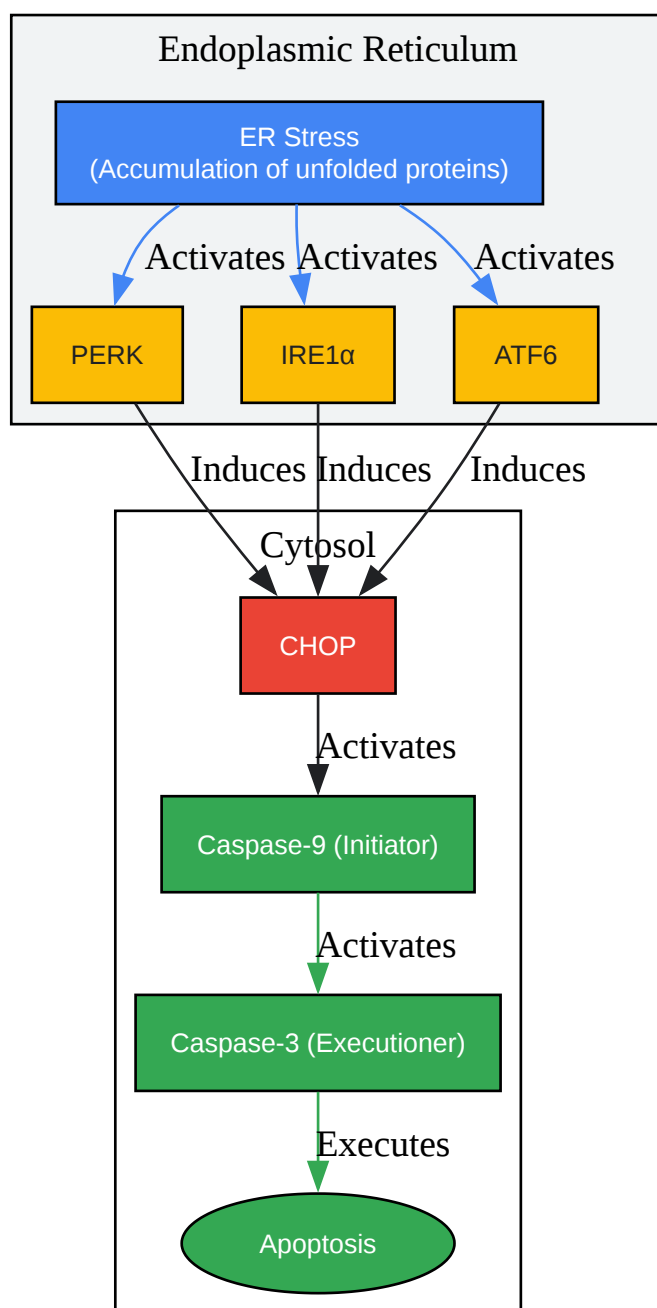 Endoplasmic Reticulum
ER Stress
(Accumulation of unfolded proteins)
Activates
Activates
Activates
PERK
IRE1α
ATF6
Induces
Induces
Induces
Cytosol
CHOP
Activates
Caspase-9 (Initiator)
Activates
Caspase-3 (Executioner)
Executes
Apoptosis